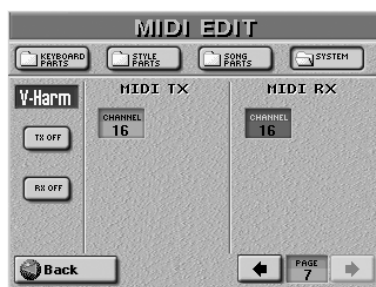 MIDI EDIT
KEYBOARD PARTS
STYLE PARTS
SONG PARTS
SYSTEM
V-Harm
MIDI TX
MIDI RX
CHANNEL
16
CHANNEL
16
TX OFF
RX OFF
Back
PAGE
7